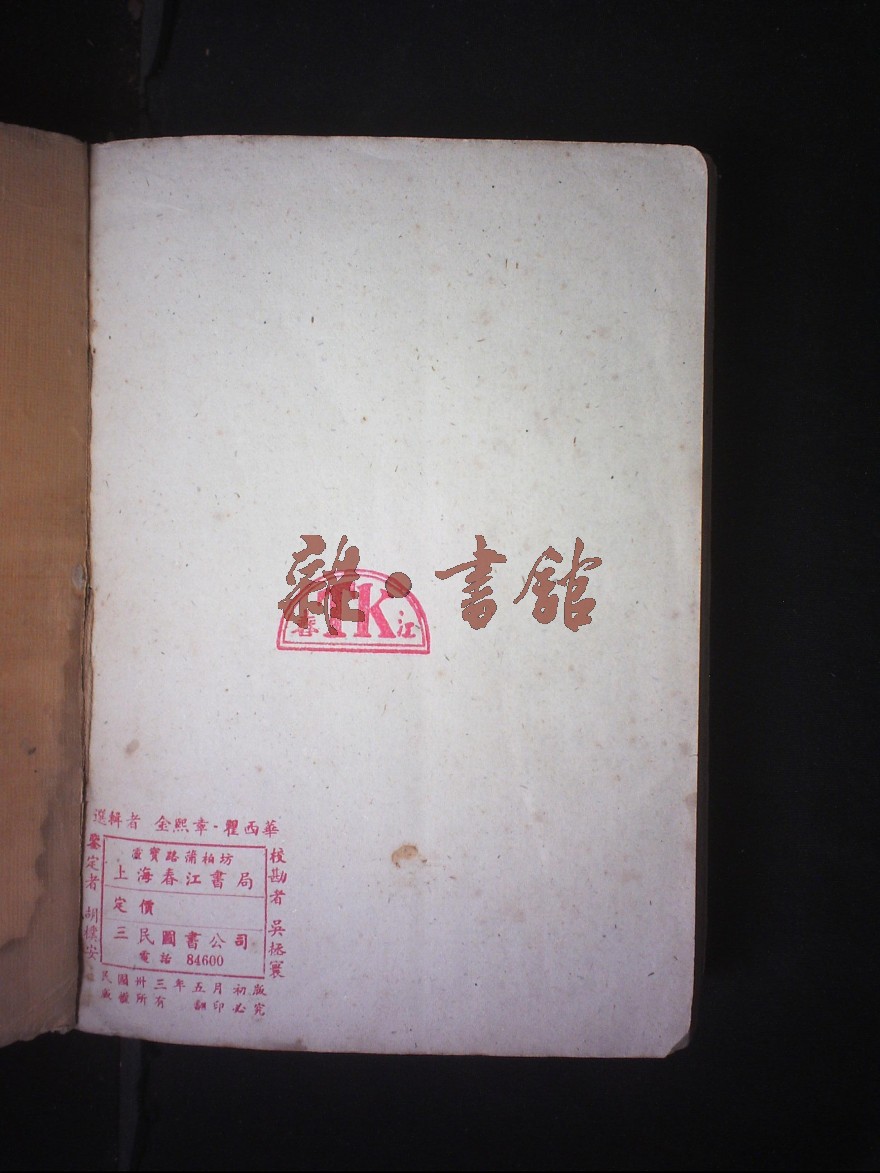 雜·書館
春 TK 江
選輯者 金熙章·瞿西華
鑒定者 胡樸安
校勘者 吳拯寰
路蒲柏坊
上海春江書局
定價
三民圖書公司
電話 84600
民國卅三年五月初版
版權所有 翻印必究